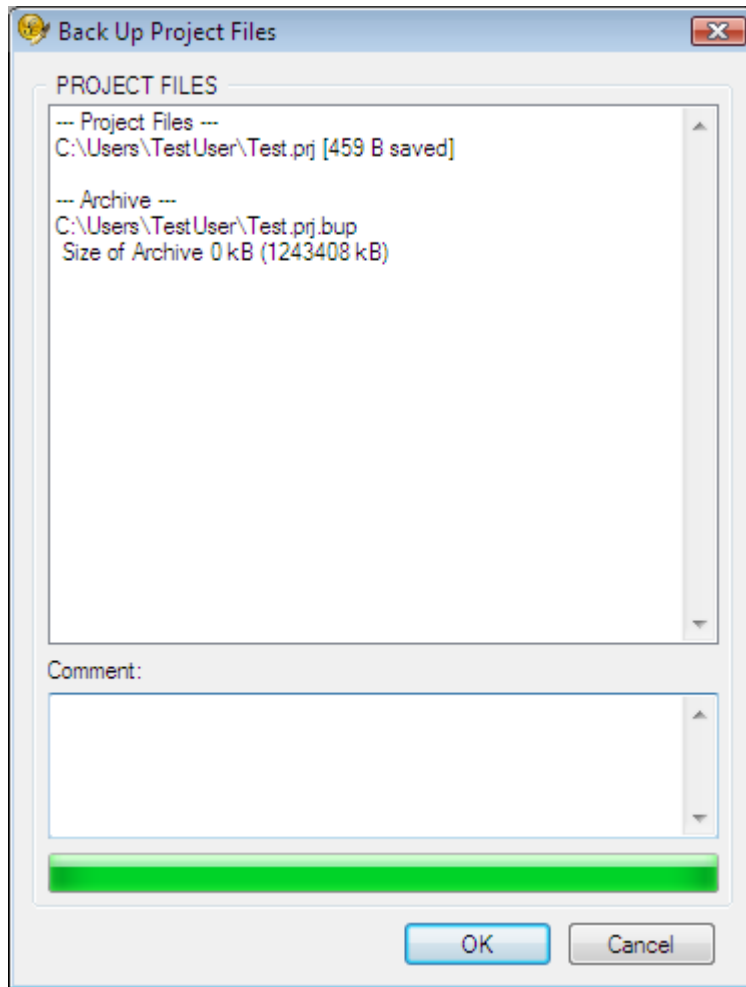 Back Up Project Files
PROJECT FILES
--- Project Files ---
C:\Users\TestUser\Test.prj [459 B saved]
--- Archive ---
C:\Users\TestUser\Test.prj.bup
Size of Archive 0 kB (1243408 kB)
Comment:
OK
Cancel